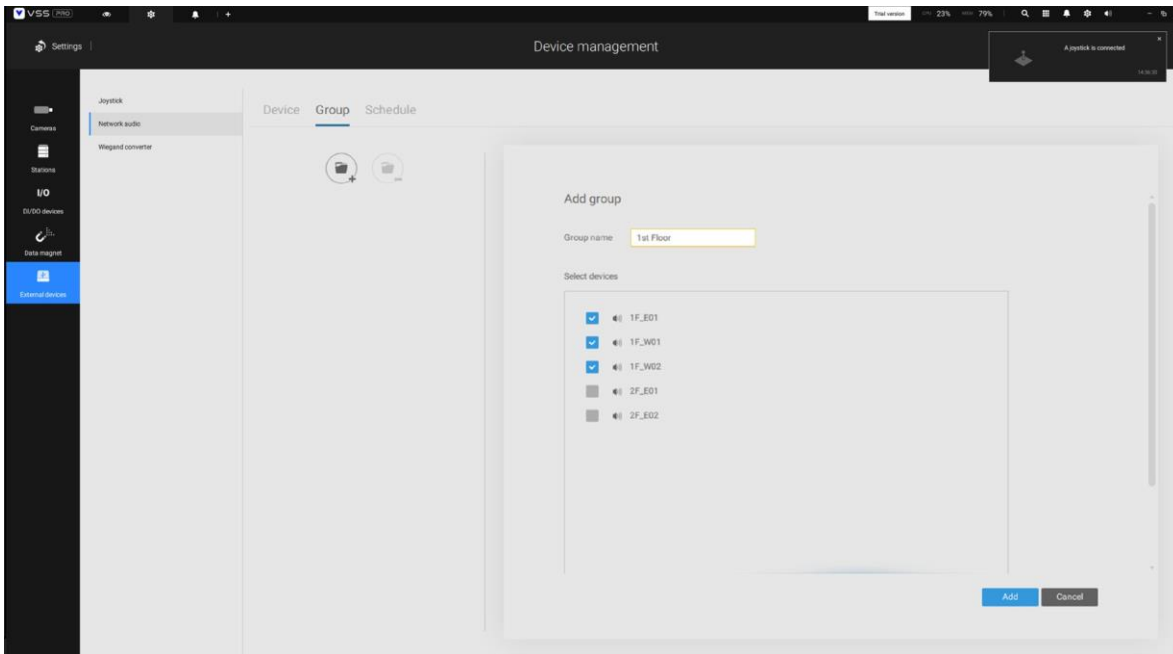 VSS PRO
Trial version
CPU 23%
MEM 79%
Settings
Device management
A joystick is connected
Cameras
Stations
I/O
DI/DO devices
Data magnet
External devices
Joystick
Network audio
Wiegand converter
Device Group Schedule
Add group
Group name 1st Floor
Select devices
1F_E01
1F_W01
1F_W02
2F_E01
2F_E02
Add Cancel